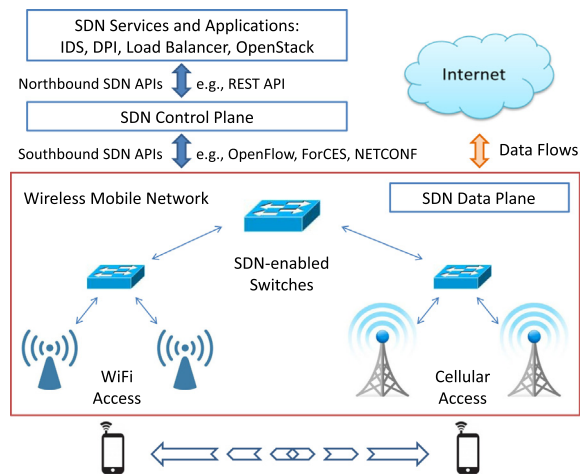 SDN Services and Applications:
IDS, DPI, Load Balancer, OpenStack
Internet
Northbound SDN APIs e.g., REST API
SDN Control Plane
Southbound SDN APIs e.g., OpenFlow, ForCES, NETCONF
Data Flows
Wireless Mobile Network
SDN Data Plane
SDN-enabled
Switches
WiFi
Access
Cellular
Access